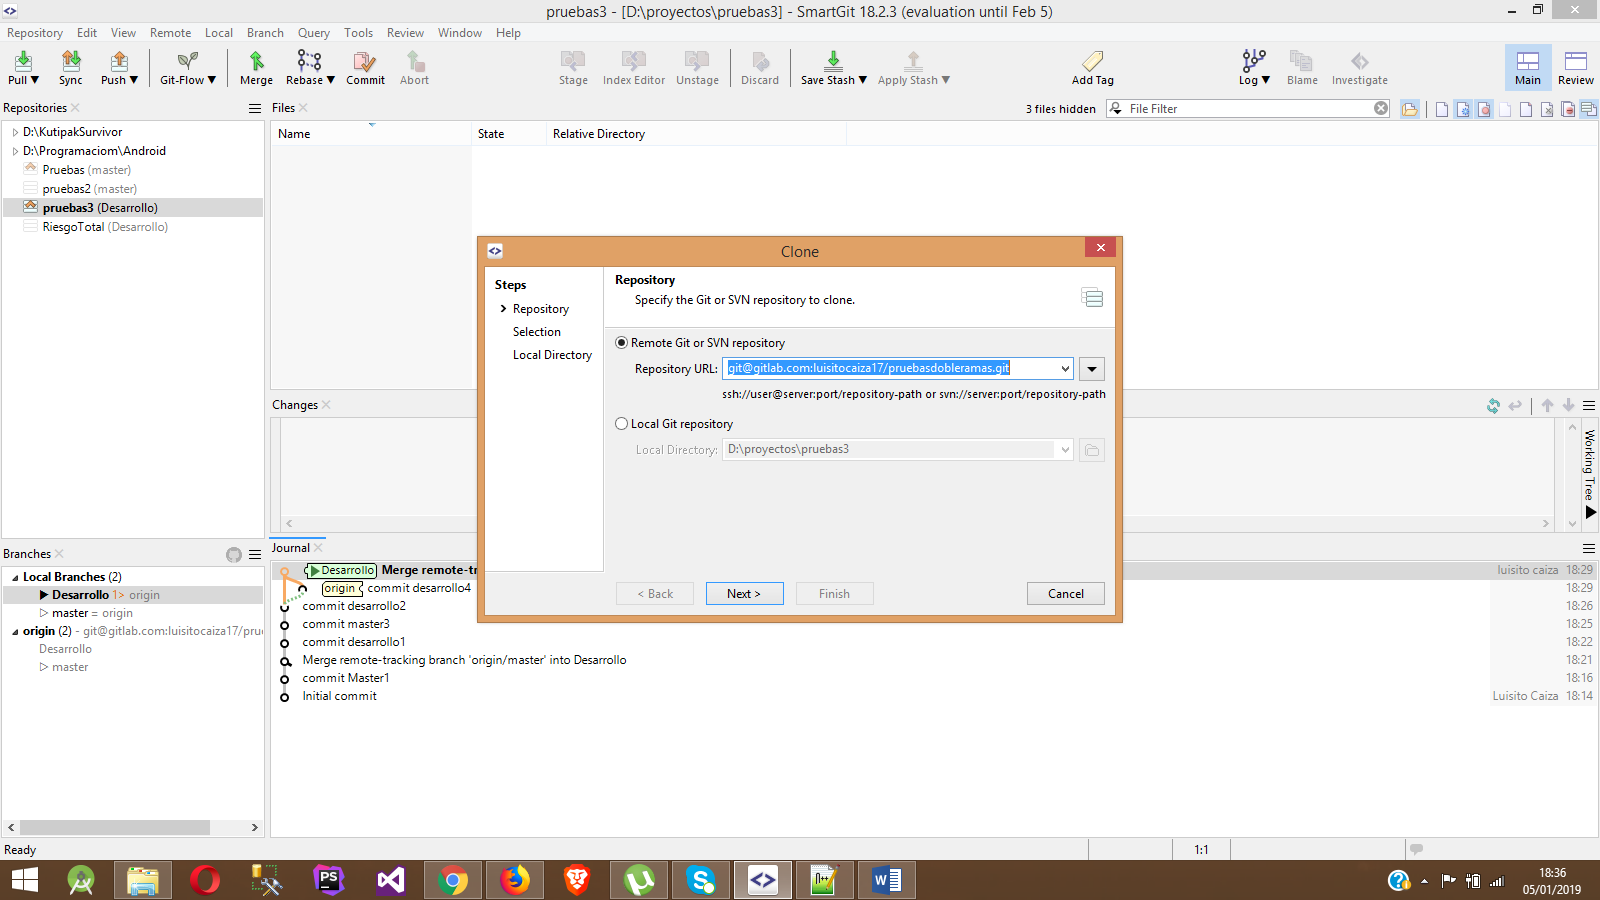 pruebas3 - [D:\proyectos\pruebas3] - SmartGit 18.2.3 (evaluation until Feb 5)
Repository Edit View Remote Local Branch Query Tools Review Window Help
Pull Sync Push Git-Flow Merge Rebase Commit Abort Stage Index Editor Unstage Discard Save Stash Apply Stash Add Tag Log Blame Investigate Main Review
Repositories
D:\KutipakSurvivor
D:\Programaciom\Android
Pruebas (master)
pruebas2 (master)
pruebas3 (Desarrollo)
RiesgoTotal (Desarrollo)
Files
3 files hidden
File Filter
Name State Relative Directory
Clone
Steps
Repository
Selection
Local Directory
Repository
Specify the Git or SVN repository to clone.
Remote Git or SVN repository
Repository URL: git@gitlab.com:luisitocaiza17/pruebasdobleramas.git
ssh://user@server:port/repository-path or svn://server:port/repository-path
Local Git repository
Local Directory: D:\proyectos\pruebas3
< Back Next > Finish Cancel
Changes
Working Tree
Branches
Local Branches (2)
Desarrollo 1> origin
master = origin
origin (2) - git@gitlab.com:luisitocaiza17/pru
Desarrollo
master
Journal
Desarrollo Merge remote-tr luisito caiza 18:29
origin commit desarrollo4 18:29
commit desarrollo2 18:26
commit master3 18:25
commit desarrollo1 18:22
Merge remote-tracking branch 'origin/master' into Desarrollo 18:21
commit Master1 18:16
Initial commit Luisito Caiza 18:14
Ready
1:1
PS
18:36
05/01/2019